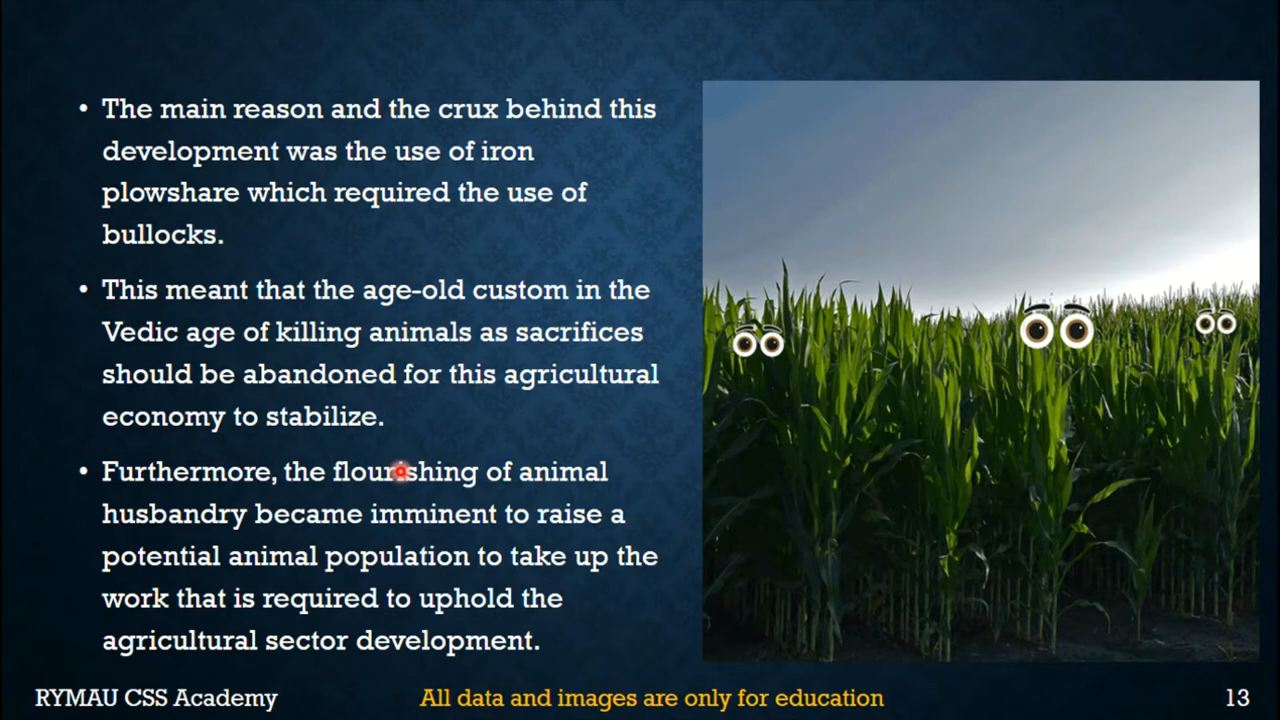 • The main reason and the crux behind this
development was the use of iron
plowshare which required the use of
bullocks.
• This meant that the age-old custom in the
Vedic age of killing animals as sacrifices
should be abandoned for this agricultural
economy to stabilize.
• Furthermore, the flourishing of animal
husbandry became imminent to raise a
potential animal population to take up the
work that is required to uphold the
agricultural sector development.
RYMAU CSS Academy
All data and images are only for education
13